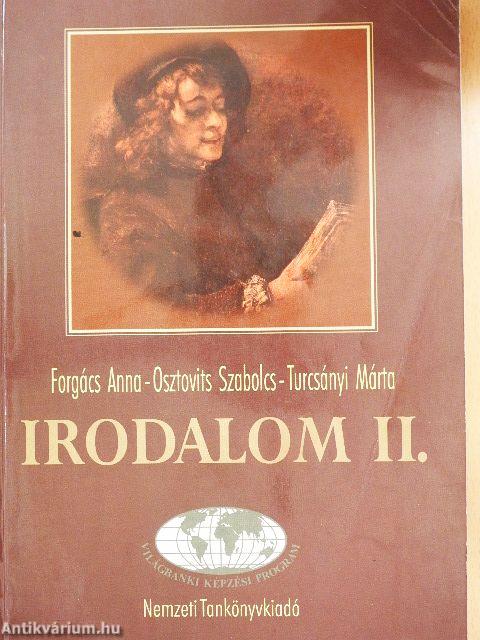 Forgács Anna - Osztovits Szabolcs - Turcsányi Márta
IRODALOM II.
VILÁGBANKI KÉPZÉSI PROGRAM
Nemzeti Tankönyvkiadó
Antikvárium.hu